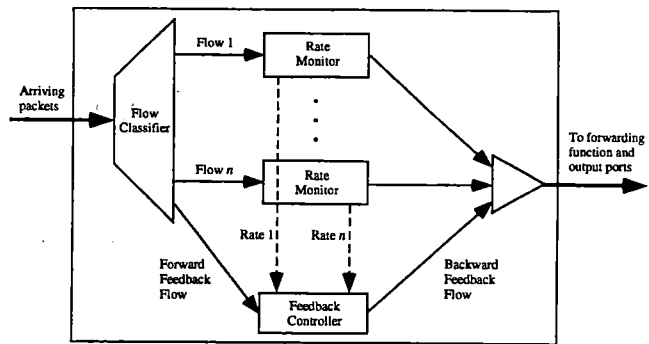 Flow 1
Rate
Monitor
Arriving
packets
Flow
Classifier
To forwarding
function and
output ports
Flow n
Rate
Monitor
Rate 1
Rate n
Forward
Feedback
Flow
Backward
Feedback
Flow
Feedback
Controller